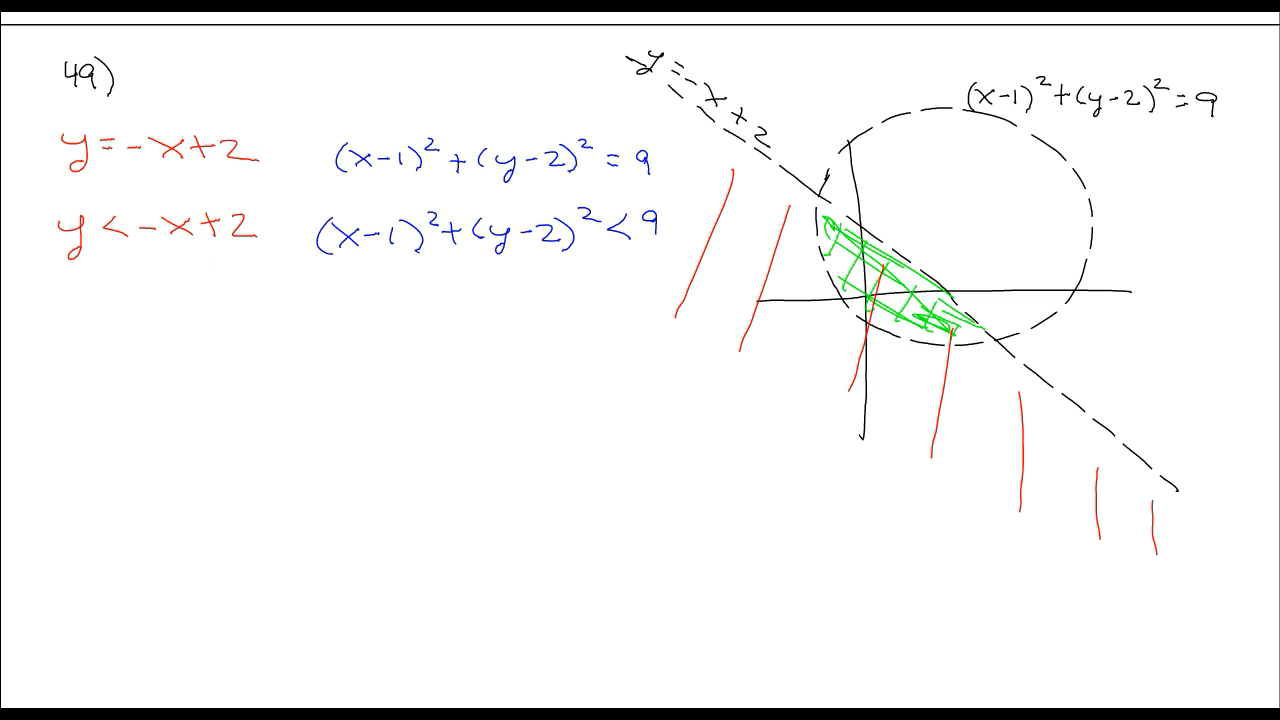 49)
y = -x+2
(x-1)² + (y-2)² = 9
y < -x+2
(x-1)² + (y-2)² < 9
y = -x+2
(x-1)² + (y-2)² = 9